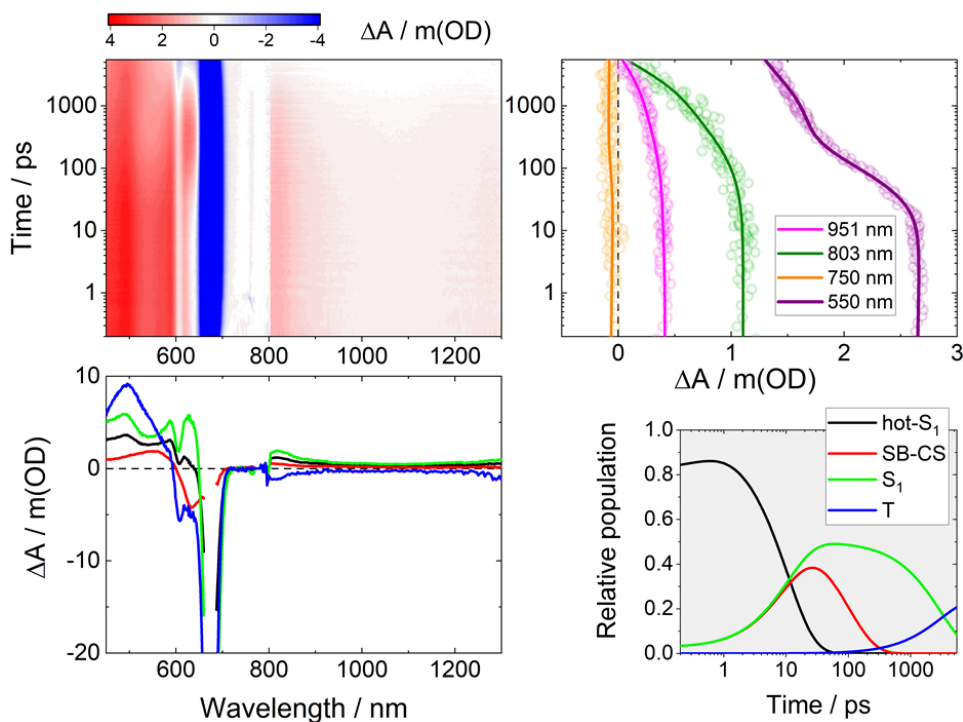 4 2 0 -2 -4
ΔA / m(OD)
Time / ps
1000
100
10
1
600 800 1000 1200
1000
100
10
1
951 nm
803 nm
750 nm
550 nm
0 1 2 3
ΔA / m(OD)
ΔA / m(OD)
10
0
-10
-20
600 800 1000 1200
Wavelength / nm
Relative population
1.0
0.8
0.6
0.4
0.2
0.0
hot-S₁
SB-CS
S₁
T
1 10 100 1000
Time / ps